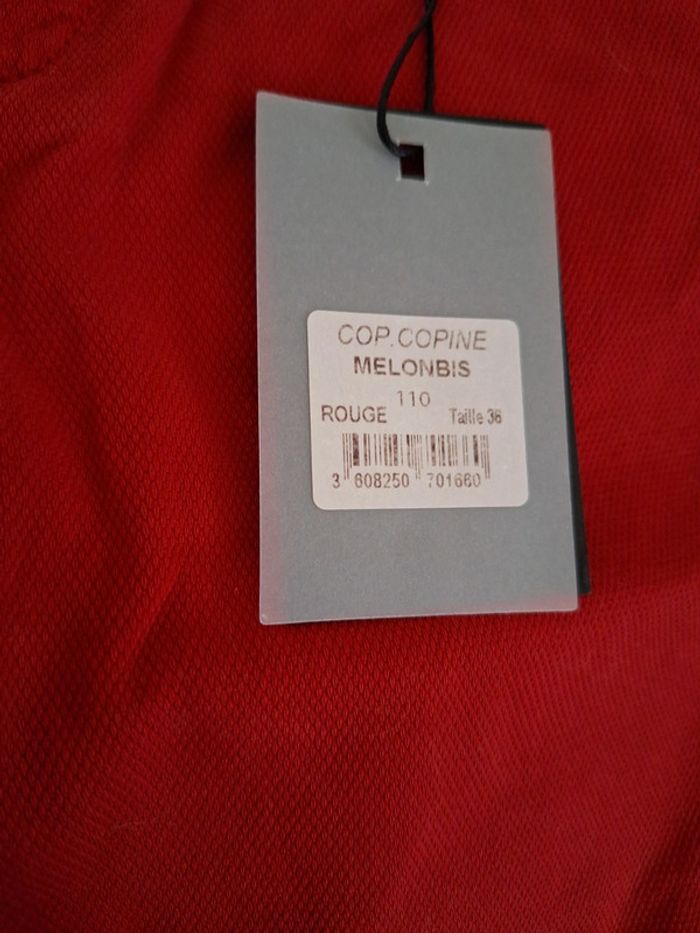 COP.COPINE
MELONBIS
110
ROUGE Taille 36
3 608250 701660